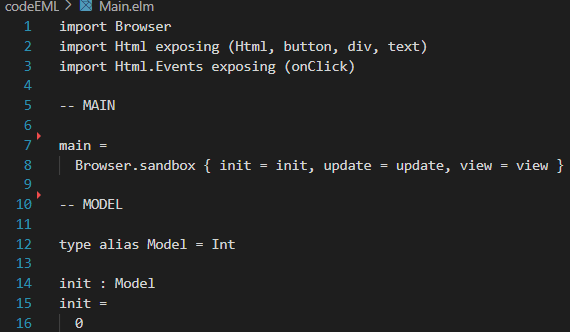 codeEML > Main.elm
1 import Browser
2 import Html exposing (Html, button, div, text)
3 import Html.Events exposing (onClick)
4
5 -- MAIN
6
7 main =
8   Browser.sandbox { init = init, update = update, view = view }
9
10 -- MODEL
11
12 type alias Model = Int
13
14 init : Model
15 init =
16   0